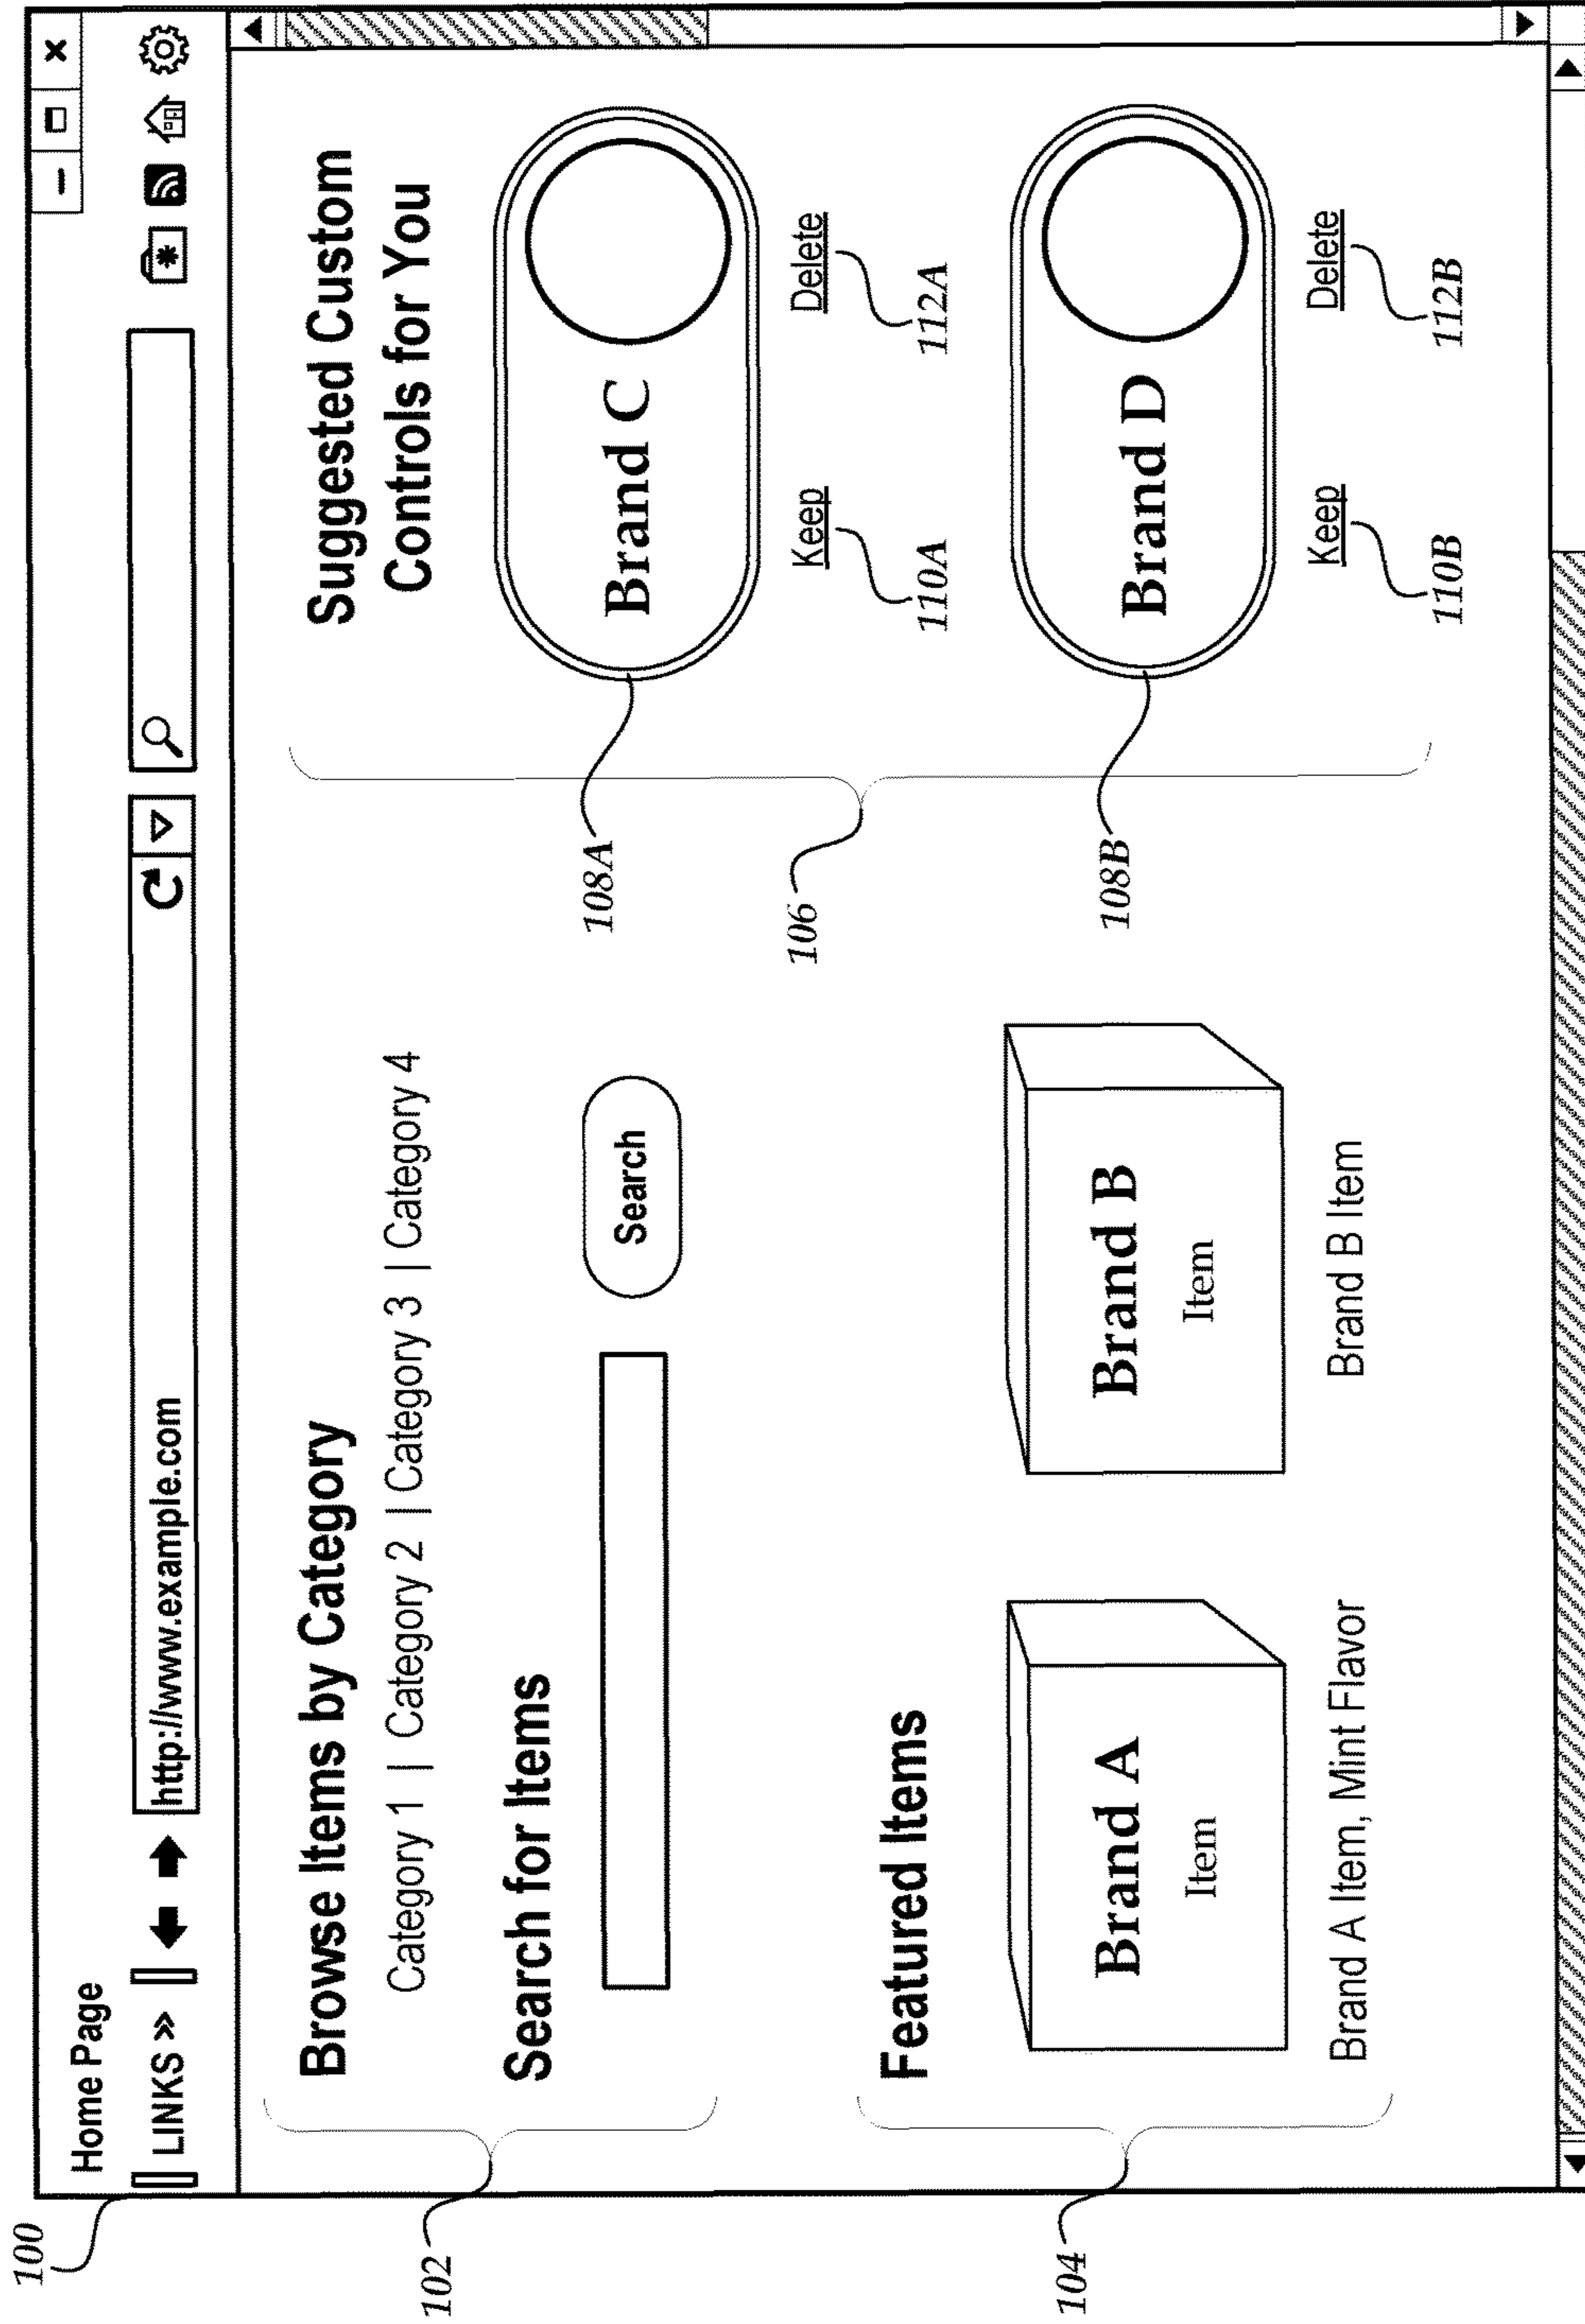 100
Home Page
LINKS »
http://www.example.com
102
Browse Items by Category
Category 1 | Category 2 | Category 3 | Category 4
Search for Items
Search
104
Featured Items
Brand A
Item
Brand A Item, Mint Flavor
Brand B
Item
Brand B Item
106
Suggested Custom
Controls for You
108A
Brand C
Keep
Delete
110A
112A
108B
Brand D
Keep
Delete
110B
112B